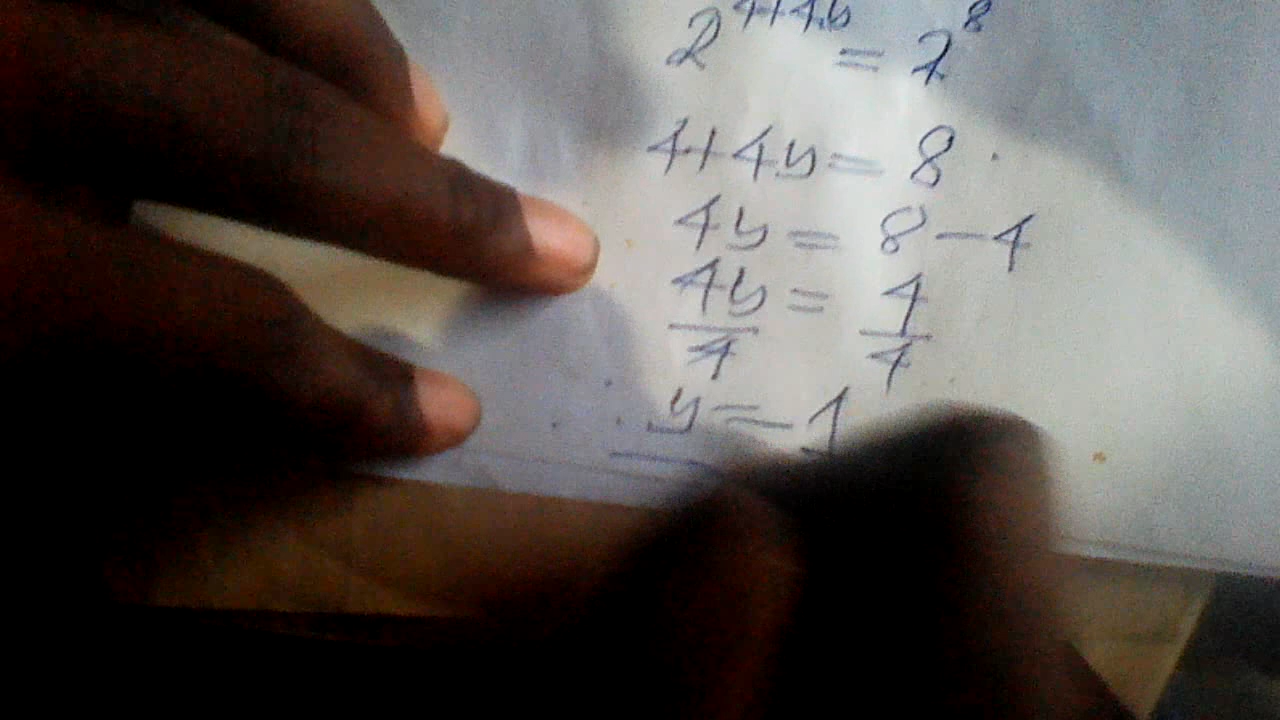 2^{4+4y} = 2^8
4+4y = 8
4y = 8-4
4y/4 = 4/4
∴ y = 1